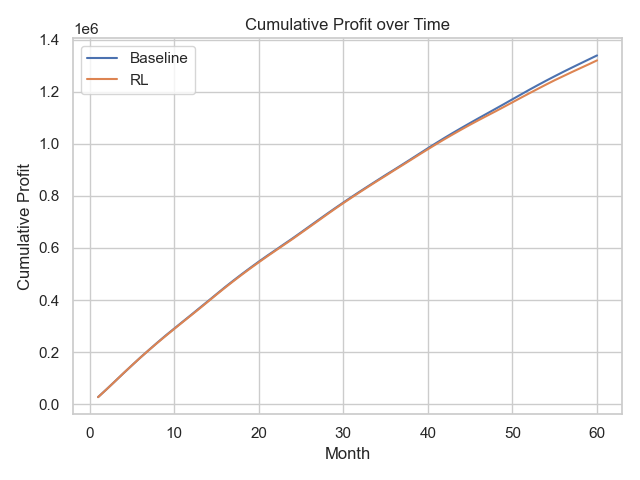 Cumulative Profit over Time
1e6
Baseline
RL
1.4
1.2
1.0
0.8
0.6
0.4
0.2
0.0
Cumulative Profit
0 10 20 30 40 50 60
Month